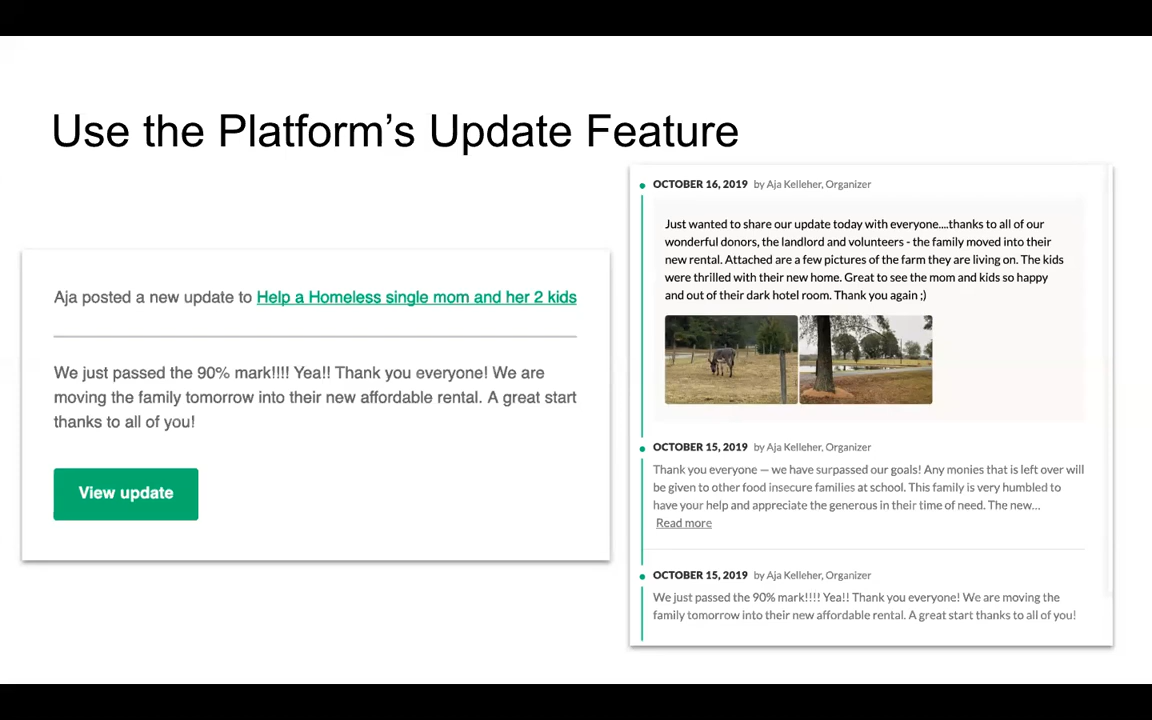 Use the Platform’s Update Feature
Aja posted a new update to Help a Homeless single mom and her 2 kids
We just passed the 90% mark!!!! Yea!! Thank you everyone! We are
moving the family tomorrow into their new affordable rental. A great start
thanks to all of you!
View update
OCTOBER 16, 2019 by Aja Kelleher, Organizer
Just wanted to share our update today with everyone....thanks to all of our
wonderful donors, the landlord and volunteers - the family moved into their
new rental. Attached are a few pictures of the farm they are living on. The kids
were thrilled with their new home. Great to see the mom and kids so happy
and out of their dark hotel room. Thank you again ;)
OCTOBER 15, 2019 by Aja Kelleher, Organizer
Thank you everyone — we have surpassed our goals! Any monies that is left over will
be given to other food insecure families at school. This family is very humbled to
have your help and appreciate the generous in their time of need. The new...
Read more
OCTOBER 15, 2019 by Aja Kelleher, Organizer
We just passed the 90% mark!!!! Yea!! Thank you everyone! We are moving the
family tomorrow into their new affordable rental. A great start thanks to all of you!